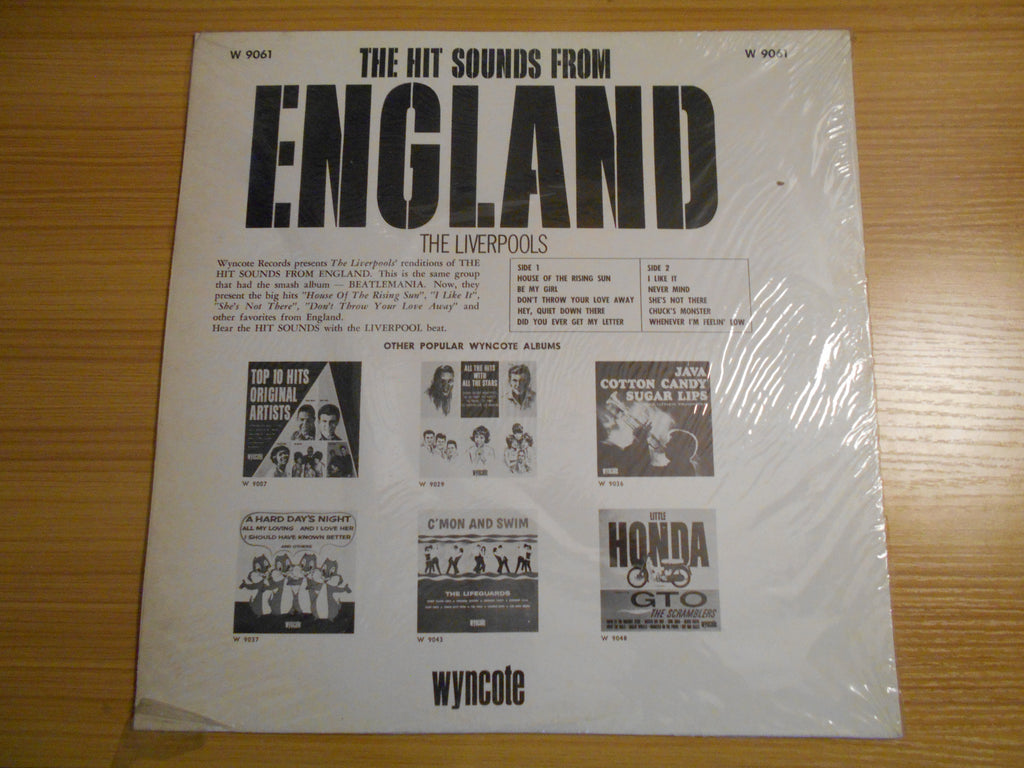 W 9061
W 9061
THE HIT SOUNDS FROM
ENGLAND
THE LIVERPOOLS
Wyncote Records presents The Liverpools' renditions of THE
HIT SOUNDS FROM ENGLAND. This is the same group
that had the smash album — BEATLEMANIA. Now, they
present the big hits "House Of The Rising Sun", "I Like It",
"She's Not There", "Don't Throw Your Love Away" and
other favorites from England.
Hear the HIT SOUNDS with the LIVERPOOL beat.
SIDE 1
HOUSE OF THE RISING SUN
BE MY GIRL
DON'T THROW YOUR LOVE AWAY
HEY, QUIET DOWN THERE
DID YOU EVER GET MY LETTER
SIDE 2
I LIKE IT
NEVER MIND
SHE'S NOT THERE
CHUCK'S MONSTER
WHENEVER I'M FEELIN' LOW
OTHER POPULAR WYNCOTE ALBUMS
TOP 10 HITS
ORIGINAL
ARTISTS
wyncote
W 9007
ALL THE HITS
WITH
ALL THE STARS
wyncote
W 9029
JAVA
COTTON CANDY
SUGAR LIPS
wyncote
W 9036
A HARD DAY'S NIGHT
ALL MY LOVING AND I LOVE HER
I SHOULD HAVE KNOWN BETTER
AND OTHERS
wyncote
W 9037
C'MON AND SWIM
THE LIFEGUARDS
wyncote
W 9043
LITTLE
HONDA
GTO
THE SCRAMBLERS
wyncote
W 9048
wyncote